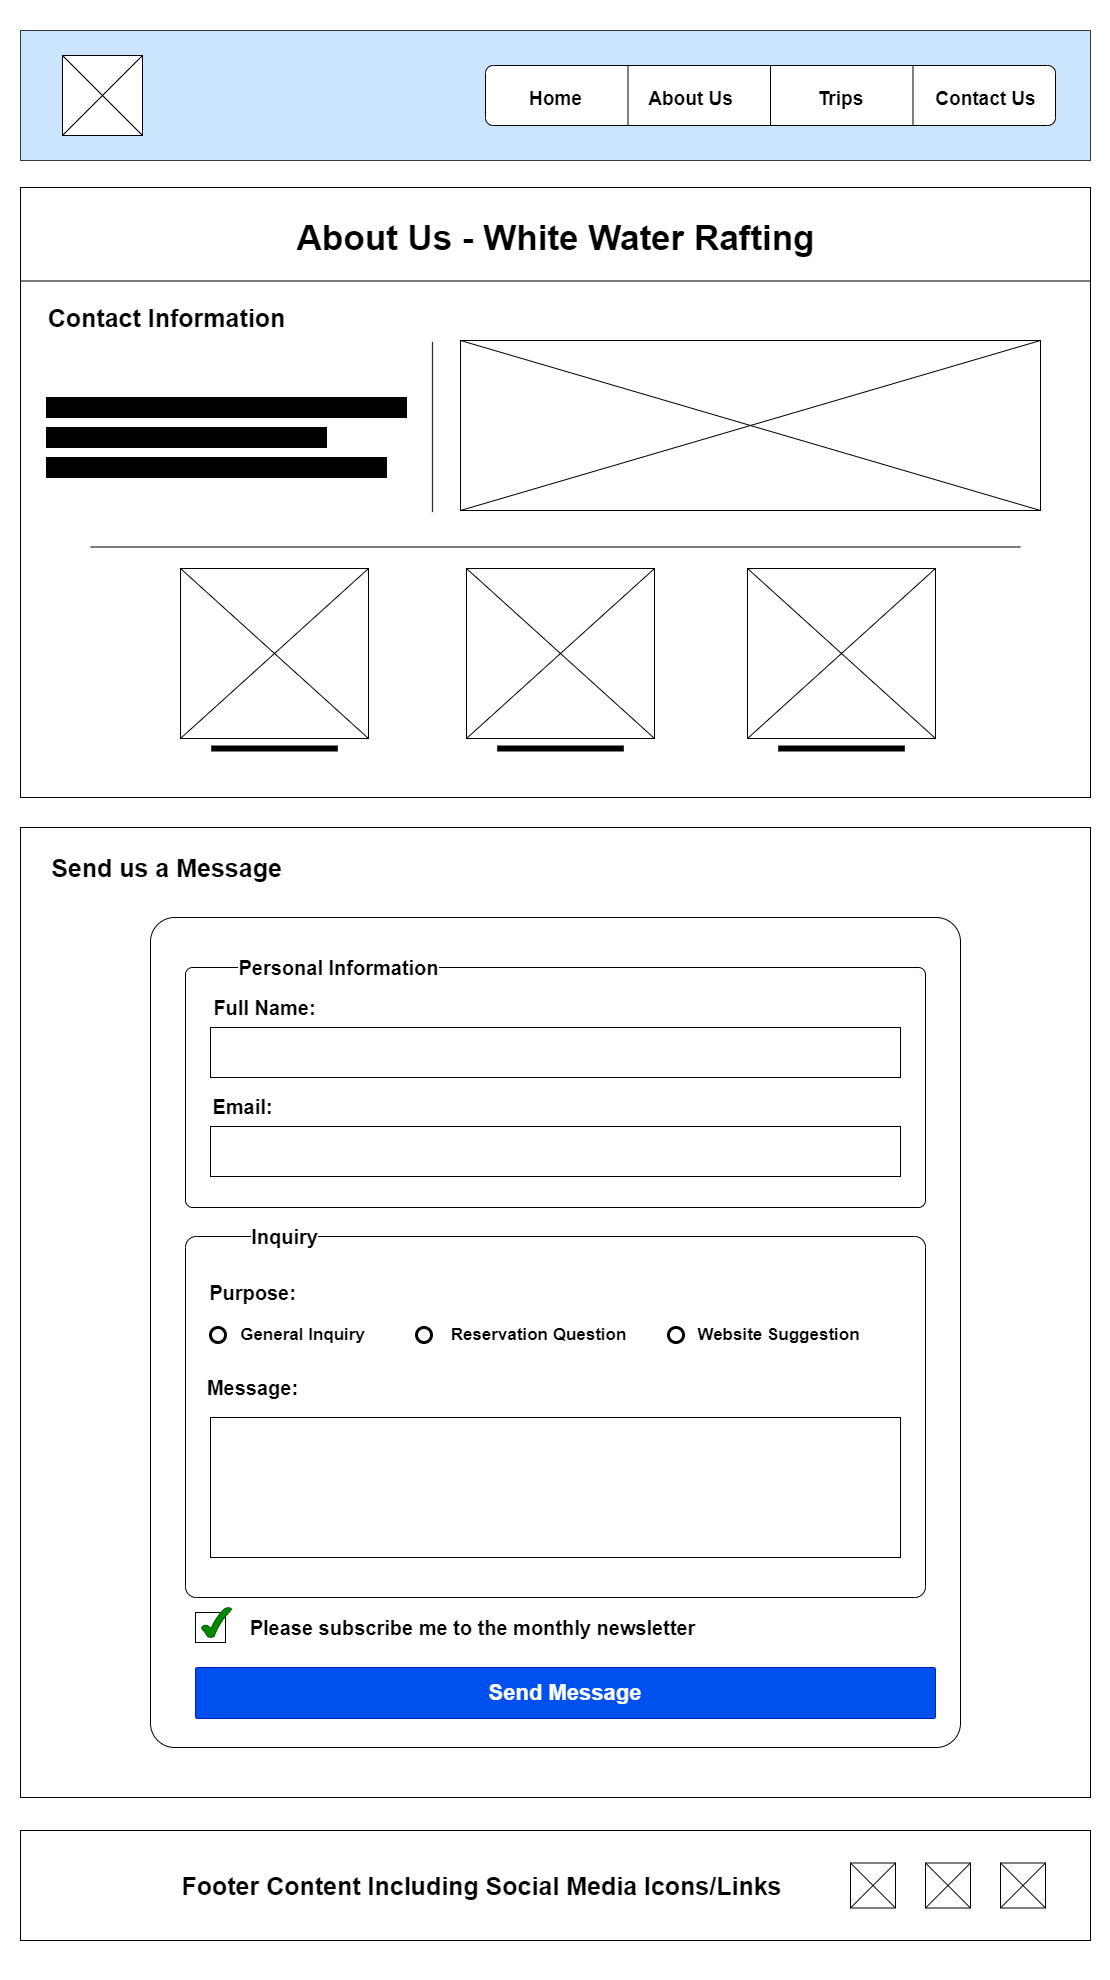 Home
About Us
Trips
Contact Us
About Us - White Water Rafting
Contact Information
Send us a Message
Personal Information
Full Name:
Email:
Inquiry
Purpose:
General Inquiry
Reservation Question
Website Suggestion
Message:
Please subscribe me to the monthly newsletter
Send Message
Footer Content Including Social Media Icons/Links